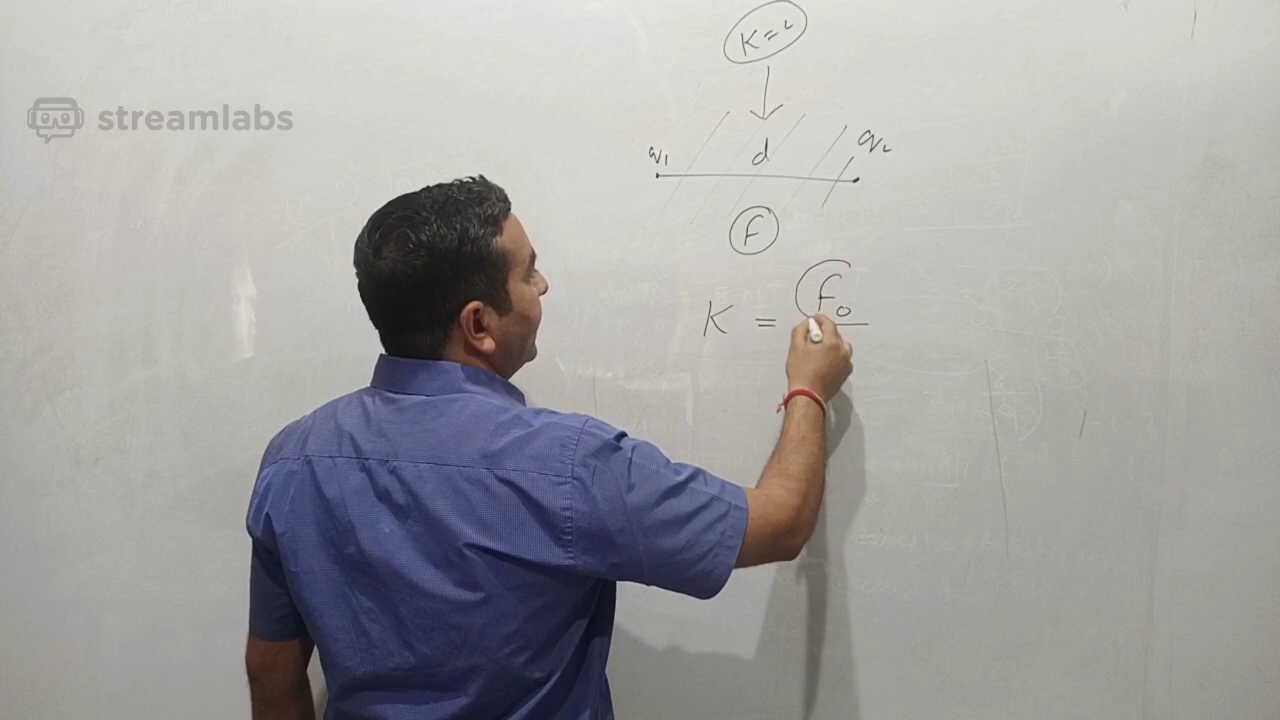 streamlabs
K=2
q₁ d q₂
F
K = F₀